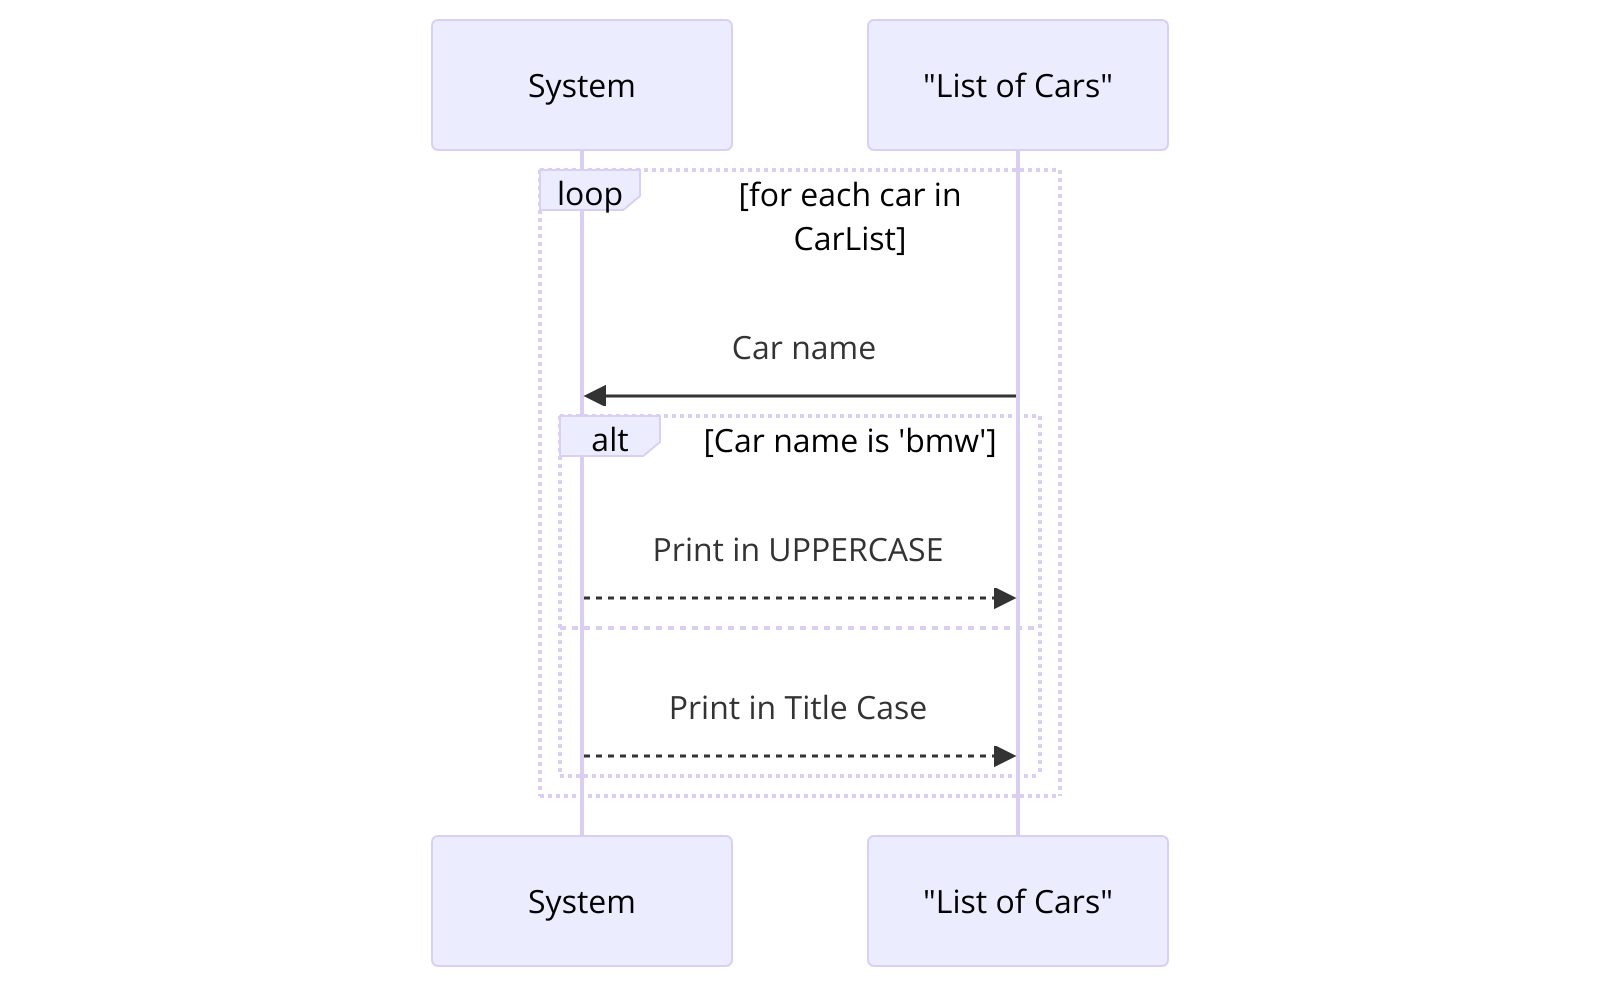 System
"List of Cars"
loop
[for each car in
CarList]
Car name
alt
[Car name is 'bmw']
Print in UPPERCASE
Print in Title Case
System
"List of Cars"